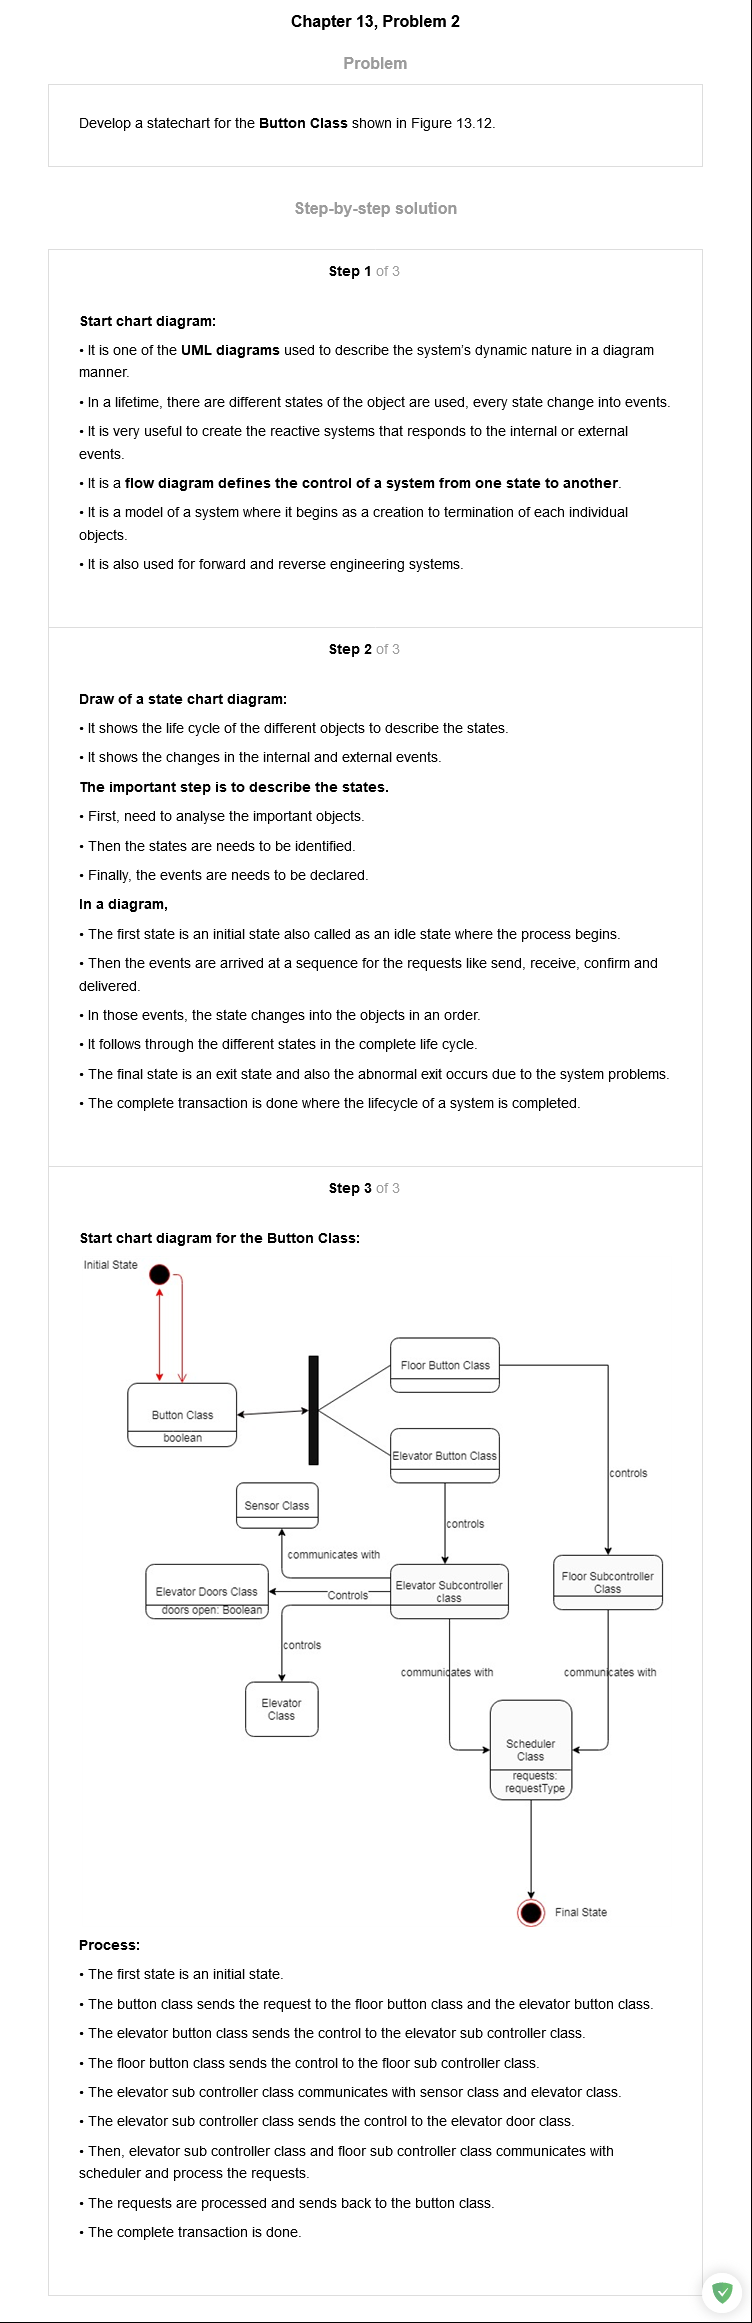 Chapter 13, Problem 2
Problem
Develop a statechart for the Button Class shown in Figure 13.12.
Step-by-step solution
Step 1 of 3
Start chart diagram:
• It is one of the UML diagrams used to describe the system's dynamic nature in a diagram
manner.
• In a lifetime, there are different states of the object are used, every state change into events.
• It is very useful to create the reactive systems that responds to the internal or external
events.
• It is a flow diagram defines the control of a system from one state to another.
• It is a model of a system where it begins as a creation to termination of each individual
objects.
• It is also used for forward and reverse engineering systems.
Step 2 of 3
Draw of a state chart diagram:
• It shows the life cycle of the different objects to describe the states.
• It shows the changes in the internal and external events.
The important step is to describe the states.
• First, need to analyse the important objects.
• Then the states are needs to be identified.
• Finally, the events are needs to be declared.
In a diagram,
• The first state is an initial state also called as an idle state where the process begins.
• Then the events are arrived at a sequence for the requests like send, receive, confirm and
delivered.
• In those events, the state changes into the objects in an order.
• It follows through the different states in the complete life cycle.
• The final state is an exit state and also the abnormal exit occurs due to the system problems.
• The complete transaction is done where the lifecycle of a system is completed.
Step 3 of 3
Start chart diagram for the Button Class:
Initial State
Floor Button Class
Button Class
boolean
Elevator Button Class
controls
Sensor Class
controls
communicates with
Elevator Doors Class
doors open: Boolean
Controls
Elevator Subcontroller
class
Floor Subcontroller
Class
controls
communicates with
communicates with
Elevator
Class
Scheduler
Class
requests:
requestType
Final State
Process:
• The first state is an initial state.
• The button class sends the request to the floor button class and the elevator button class.
• The elevator button class sends the control to the elevator sub controller class.
• The floor button class sends the control to the floor sub controller class.
• The elevator sub controller class communicates with sensor class and elevator class.
• The elevator sub controller class sends the control to the elevator door class.
• Then, elevator sub controller class and floor sub controller class communicates with
scheduler and process the requests.
• The requests are processed and sends back to the button class.
• The complete transaction is done.